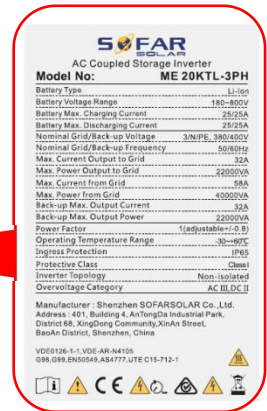 SOFAR
SOLAR
AC Coupled Storage Inverter
Model No: ME 20KTL-3PH
Battery Type Li-Ion
Battery Voltage Range 180~800V
Battery Max. Charging Current 25/25A
Battery Max. Discharging Current 25/25A
Nominal Grid/Back-up Voltage 3/N/PE, 380/400V
Nominal Grid/Back-up Frequency 50/60Hz
Max. Current Output to Grid 32A
Max. Power Output to Grid 22000VA
Max. Current from Grid 58A
Max. Power from Grid 40000VA
Back-up Max. Output Current 32A
Back-up Max. Output Power 22000VA
Power Factor 1(adjustable+/-0.8)
Operating Temperature Range -30~+60℃
Ingress Protection IP65
Protective Class Class I
Inverter Topology Non-isolated
Overvoltage Category AC III,DC II
Manufacturer : Shenzhen SOFARSOLAR Co.,Ltd.
Address : 401, Building 4, AnTongDa Industrial Park,
District 68, XingDong Community,XinAn Street,
BaoAn District, Shenzhen, China
VDE0126-1-1,VDE-AR-N4105
G98,G99,EN50549,AS4777,UTE C15-712-1
CE